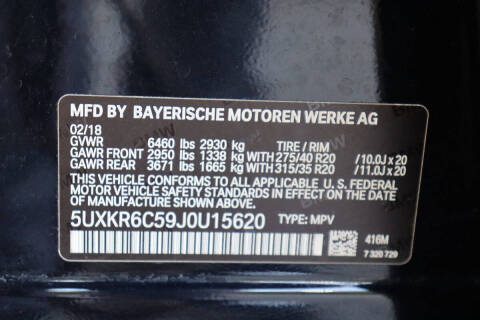 MFD BY BAYERISCHE MOTOREN WERKE AG
02/18
GVWR 6460 lbs 2930 kg TIRE / RIM
GAWR FRONT 2950 lbs 1338 kg WITH 275/40 R20 /10.0J x 20
GAWR REAR 3671 lbs 1665 kg WITH 315/35 R20 /11.0J x 20
THIS VEHICLE CONFORMS TO ALL APPLICABLE U. S. FEDERAL
MOTOR VEHICLE SAFETY STANDARDS IN EFFECT ON THE
DATE OF MANUFACTURE SHOWN ABOVE.
5UXKR6C59J0U15620 TYPE: MPV
416M
7 320 729